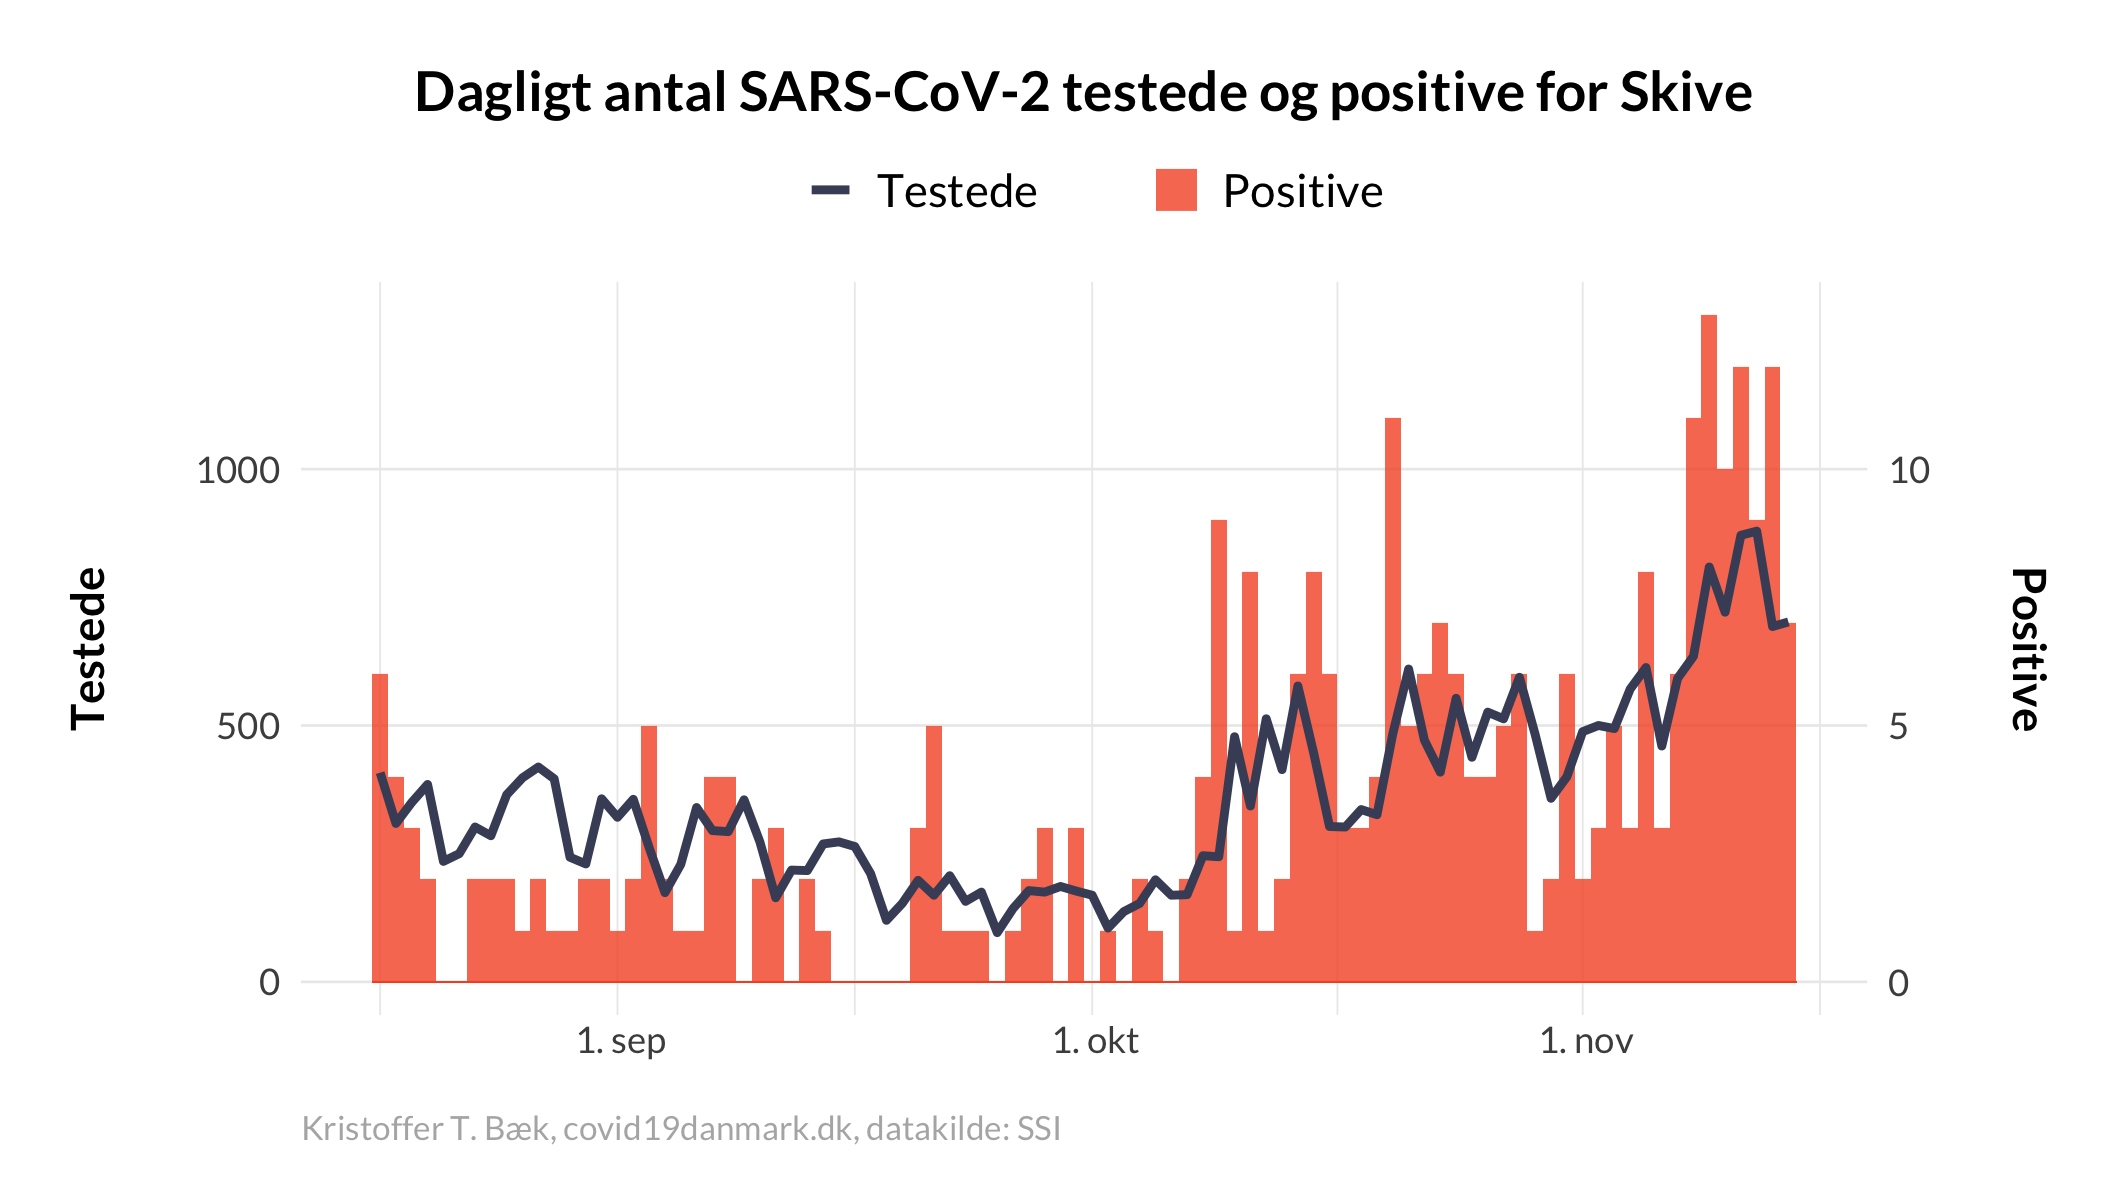 Dagligt antal SARS-CoV-2 testede og positive for Skive
Testede
Positive
1000
500
0
10
5
0
Testede
Positive
1. sep
1. okt
1. nov
Kristoffer T. Bæk, covid19danmark.dk, datakilde: SSI